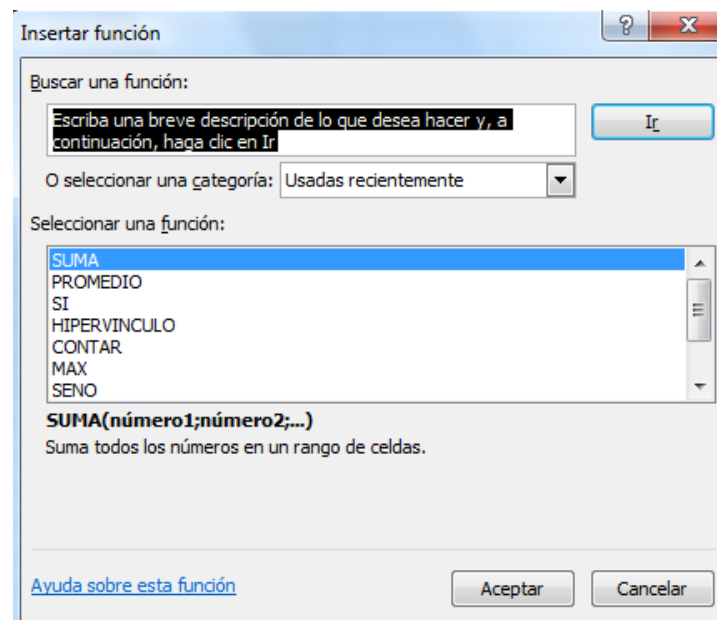 Insertar función
Buscar una función:
Escriba una breve descripción de lo que desea hacer y, a
continuación, haga clic en Ir
Ir
O seleccionar una categoría: Usadas recientemente
Seleccionar una función:
SUMA
PROMEDIO
SI
HIPERVINCULO
CONTAR
MAX
SENO
SUMA(número1;número2;...)
Suma todos los números en un rango de celdas.
Ayuda sobre esta función
Aceptar
Cancelar